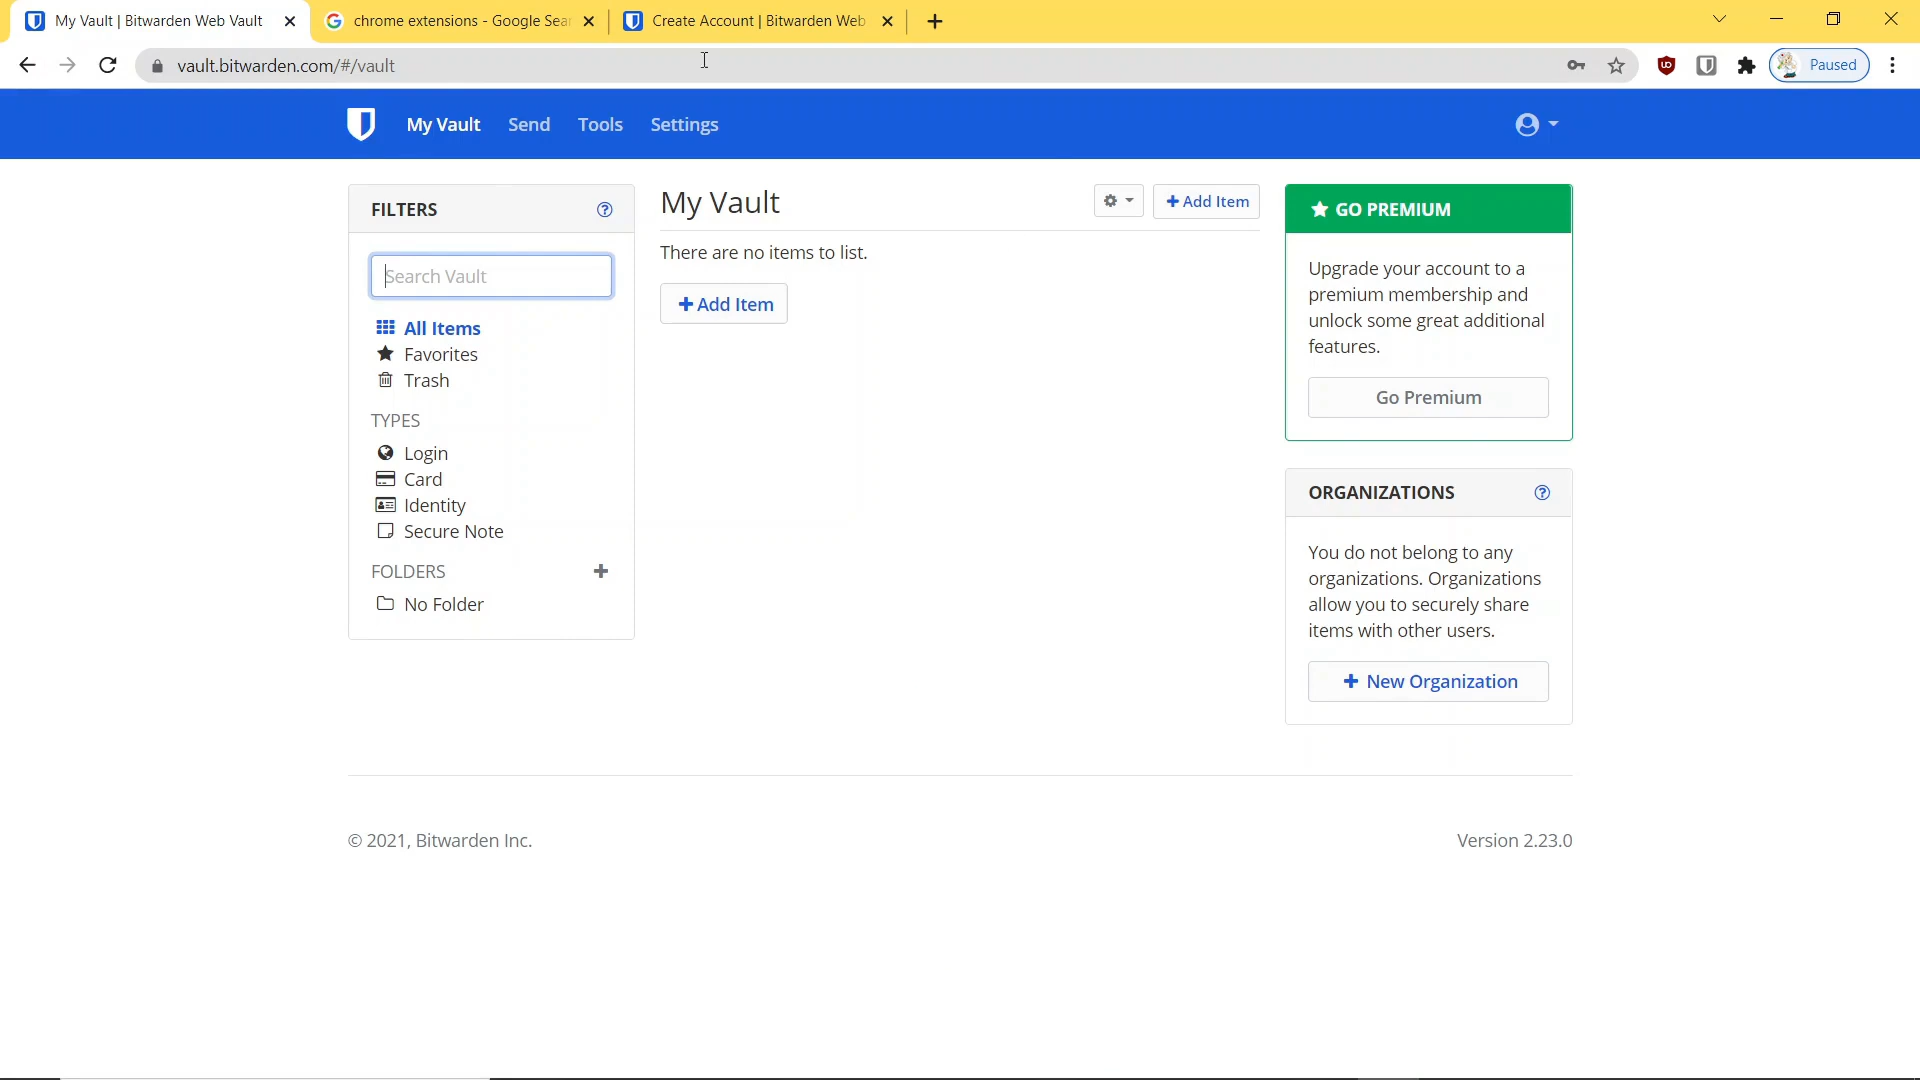 My Vault | Bitwarden Web Vault
chrome extensions - Google Sear
Create Account | Bitwarden Web
vault.bitwarden.com/#/vault
Paused
My Vault
Send
Tools
Settings
FILTERS
Search Vault
All Items
Favorites
Trash
TYPES
Login
Card
Identity
Secure Note
FOLDERS
No Folder
My Vault
Add Item
There are no items to list.
Add Item
GO PREMIUM
Upgrade your account to a
premium membership and
unlock some great additional
features.
Go Premium
ORGANIZATIONS
You do not belong to any
organizations. Organizations
allow you to securely share
items with other users.
New Organization
© 2021, Bitwarden Inc.
Version 2.23.0